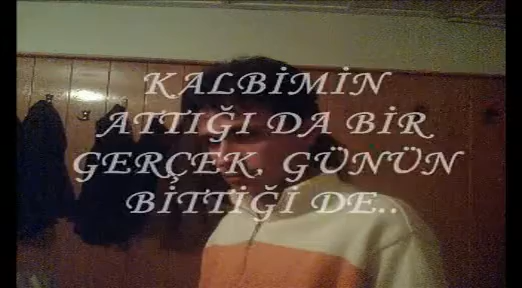 KALBİMİN
ATTIĞI DA BİR
GERÇEK, GÜNÜN
BİTTİĞİ DE..